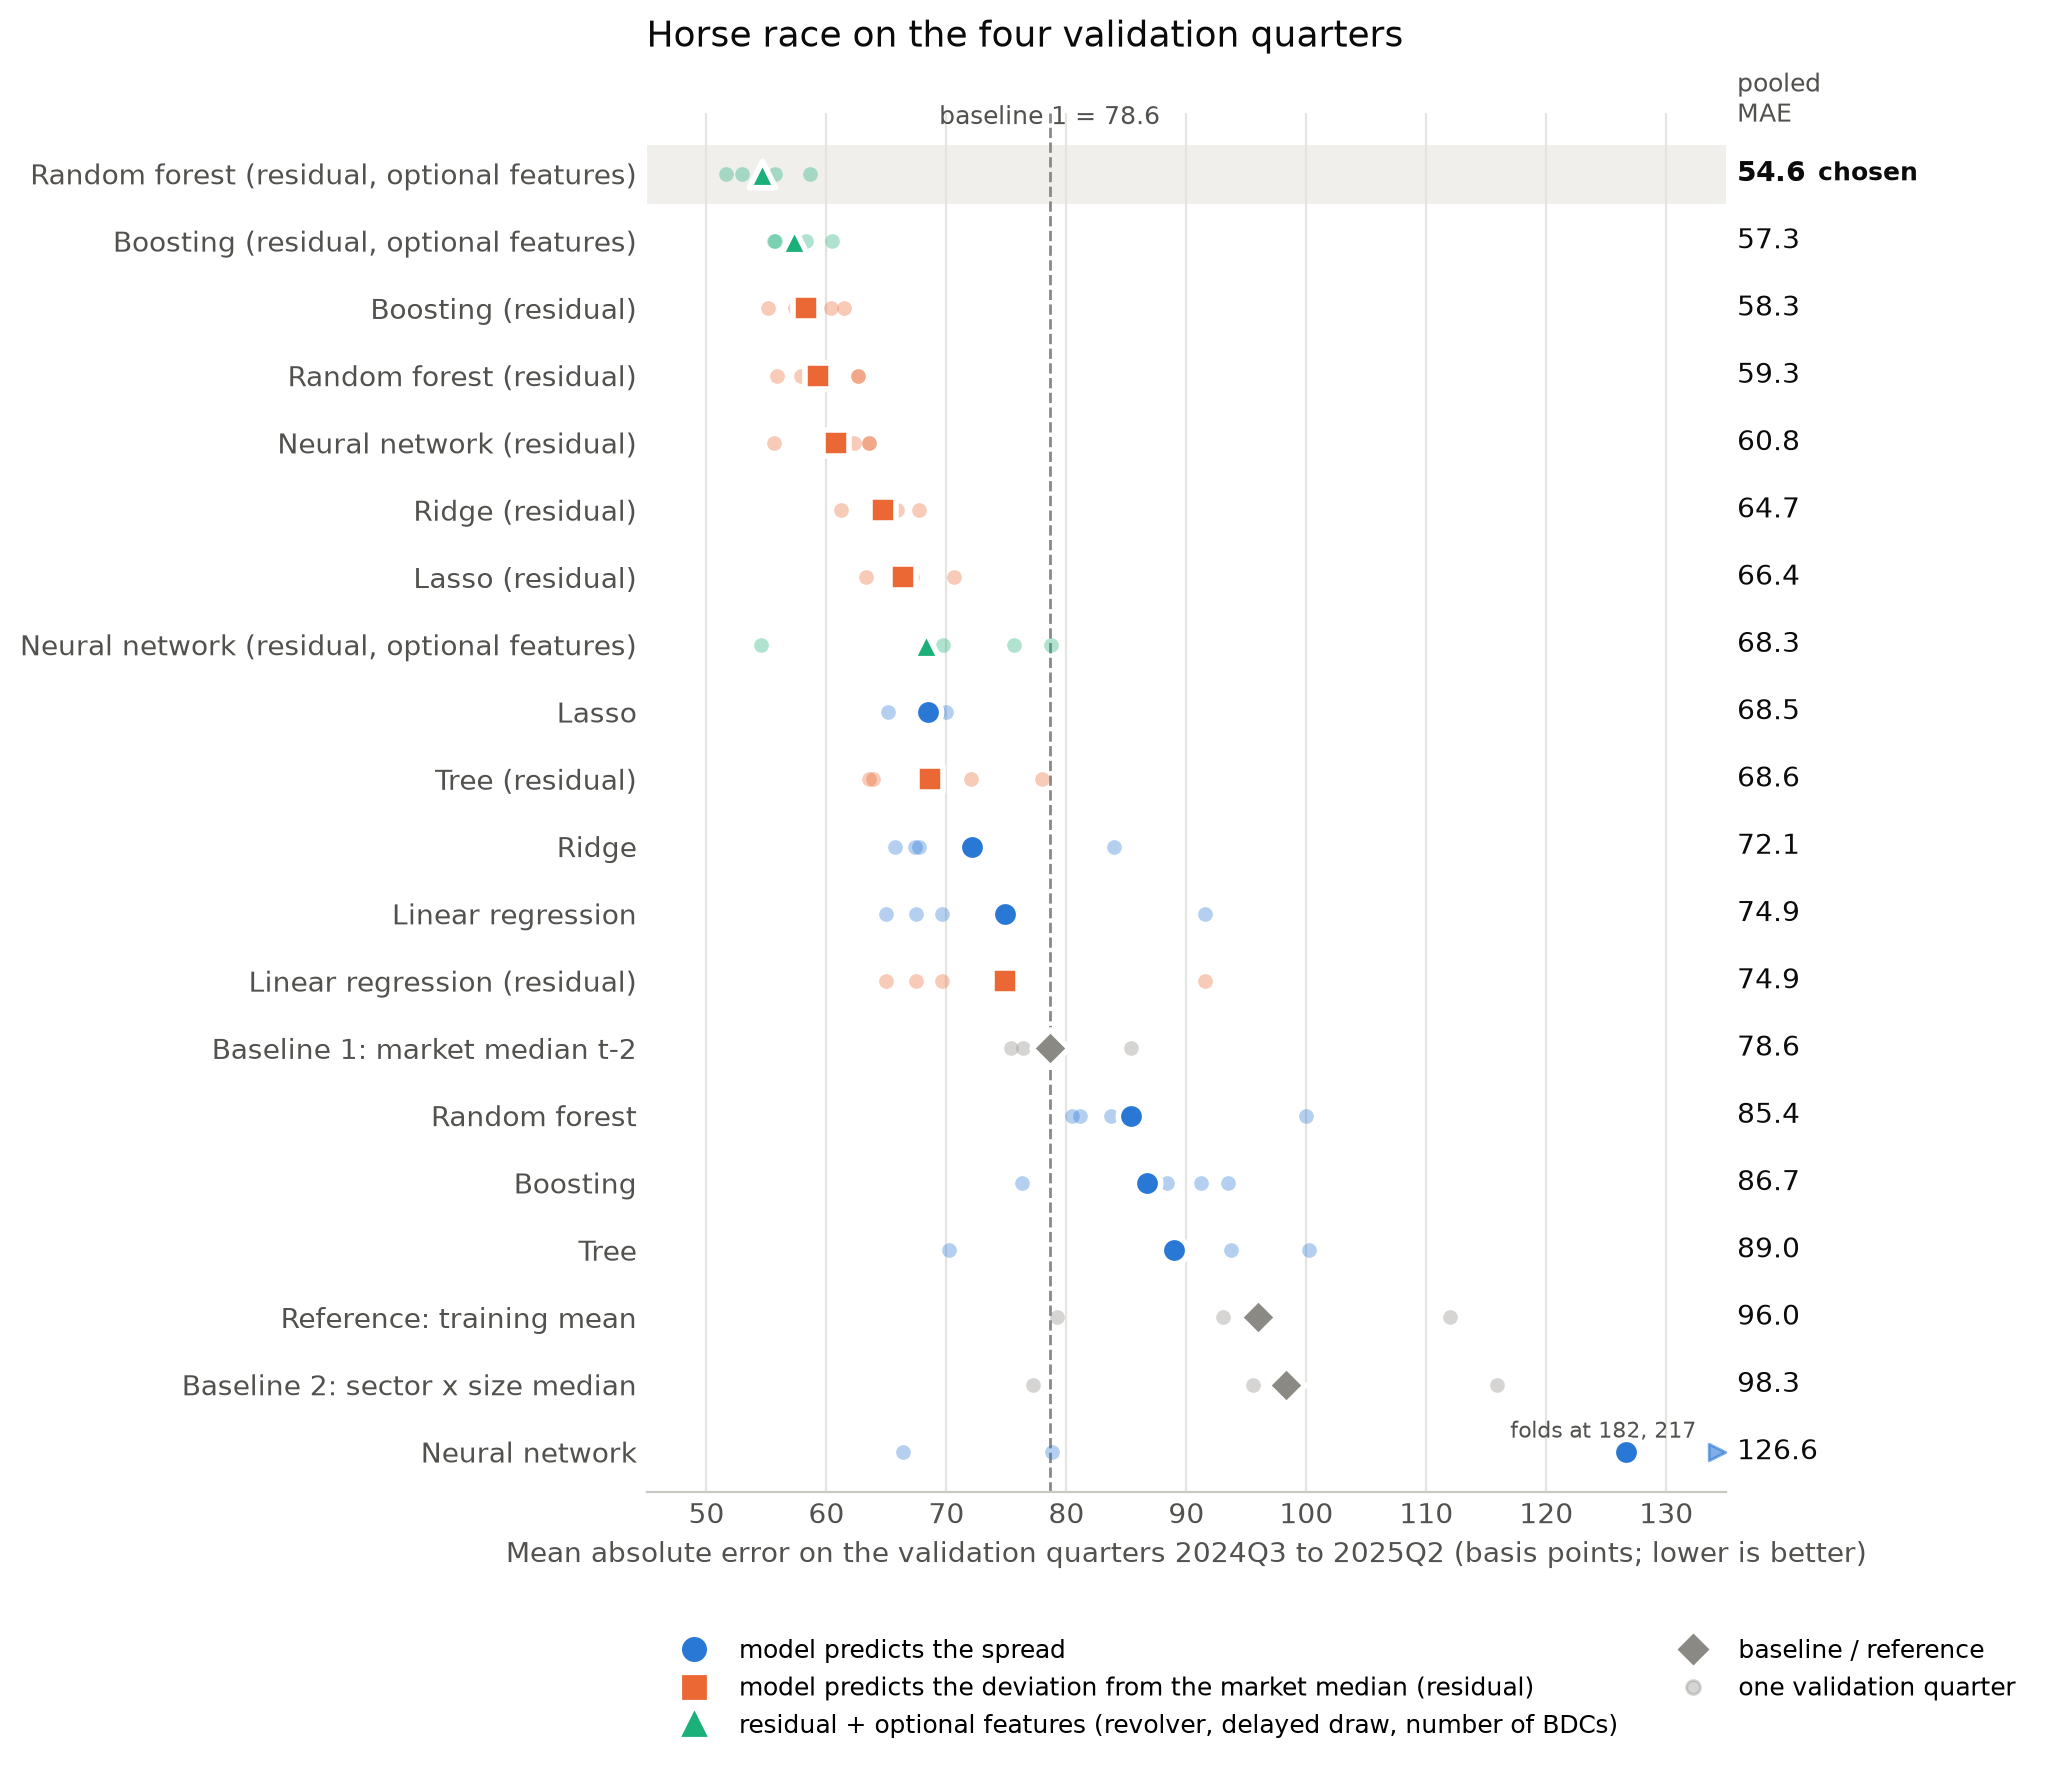 Horse race on the four validation quarters
pooled
MAE
baseline 1 = 78.6
Random forest (residual, optional features) 54.6 chosen
Boosting (residual, optional features) 57.3
Boosting (residual) 58.3
Random forest (residual) 59.3
Neural network (residual) 60.8
Ridge (residual) 64.7
Lasso (residual) 66.4
Neural network (residual, optional features) 68.3
Lasso 68.5
Tree (residual) 68.6
Ridge 72.1
Linear regression 74.9
Linear regression (residual) 74.9
Baseline 1: market median t-2 78.6
Random forest 85.4
Boosting 86.7
Tree 89.0
Reference: training mean 96.0
Baseline 2: sector x size median 98.3
folds at 182, 217
Neural network 126.6
50 60 70 80 90 100 110 120 130
Mean absolute error on the validation quarters 2024Q3 to 2025Q2 (basis points; lower is better)
model predicts the spread
model predicts the deviation from the market median (residual)
residual + optional features (revolver, delayed draw, number of BDCs)
baseline / reference
one validation quarter